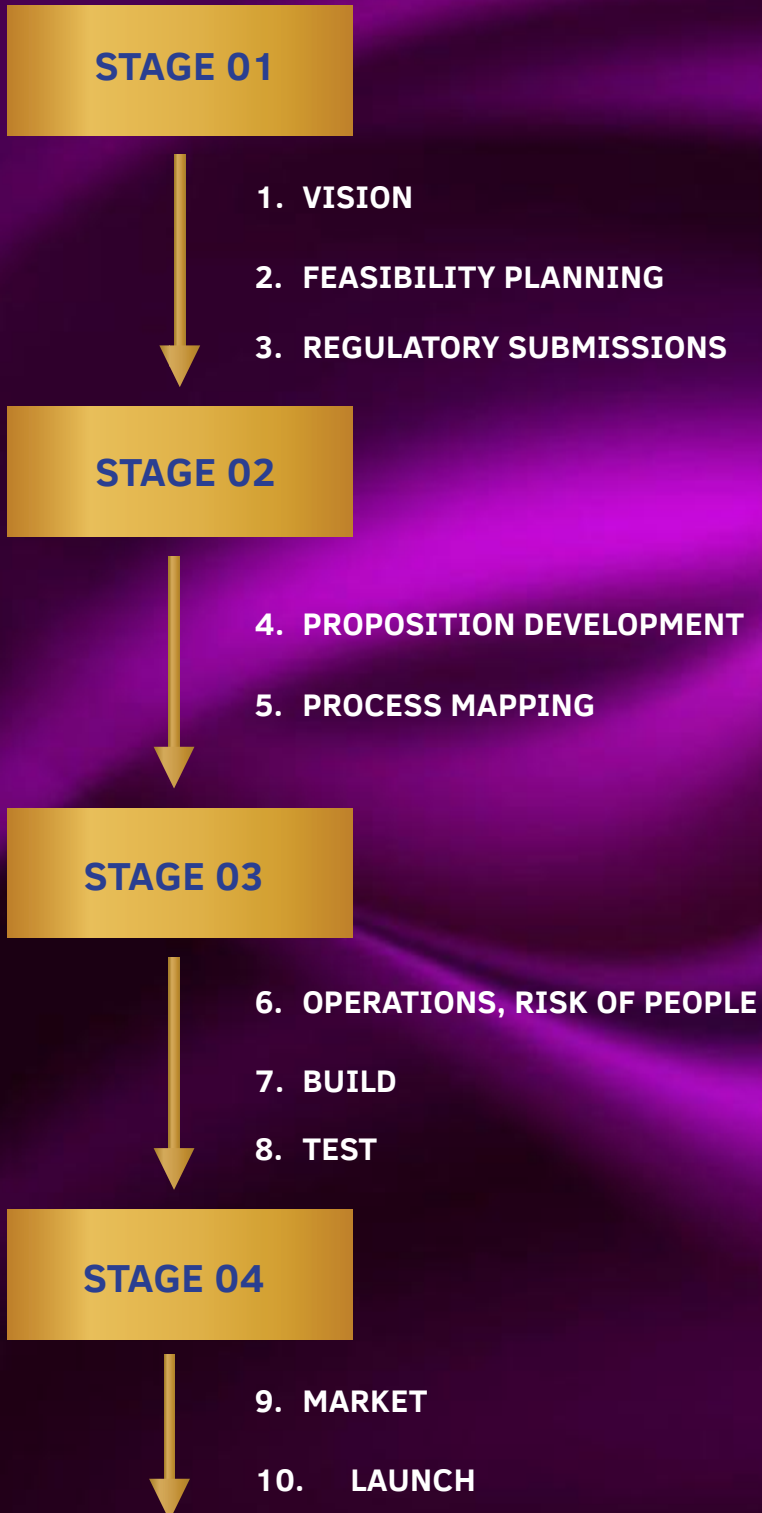 STAGE 01
1. VISION
2. FEASIBILITY PLANNING
3. REGULATORY SUBMISSIONS
STAGE 02
4. PROPOSITION DEVELOPMENT
5. PROCESS MAPPING
STAGE 03
6. OPERATIONS, RISK OF PEOPLE
7. BUILD
8. TEST
STAGE 04
9. MARKET
10. LAUNCH